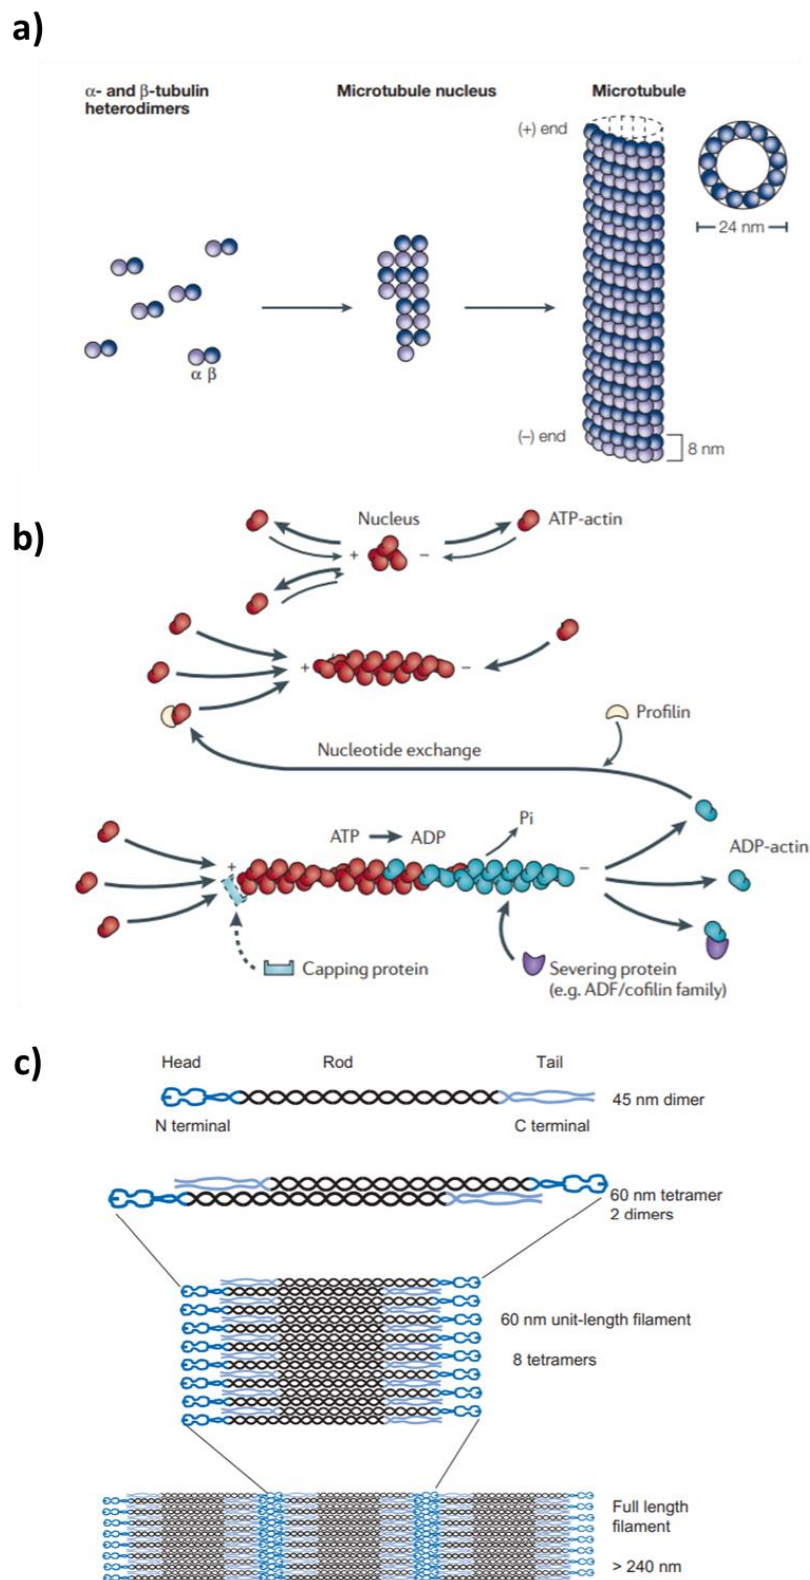 a)
α- and β-tubulin
heterodimers
Microtubule nucleus
Microtubule
(+) end
24 nm
α β
(–) end
8 nm
b)
Nucleus
ATP-actin
+
–
+
–
Profilin
Nucleotide exchange
Pi
ATP
ADP
ADP-actin
+
–
Capping protein
Severing protein
(e.g. ADF/cofilin family)
c)
Head
Rod
Tail
45 nm dimer
N terminal
C terminal
60 nm tetramer
2 dimers
60 nm unit-length filament
8 tetramers
Full length
filament
> 240 nm